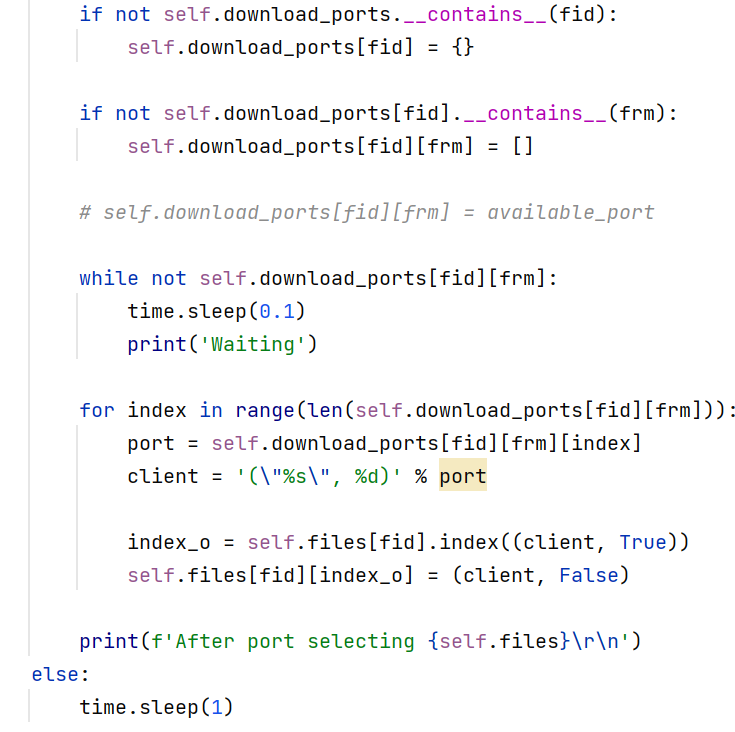 if not self.download_ports.__contains__(fid):
self.download_ports[fid] = {}
if not self.download_ports[fid].__contains__(frm):
self.download_ports[fid][frm] = []
# self.download_ports[fid][frm] = available_port
while not self.download_ports[fid][frm]:
time.sleep(0.1)
print('Waiting')
for index in range(len(self.download_ports[fid][frm])):
port = self.download_ports[fid][frm][index]
client = '(\"%s\", %d)' % port
index_o = self.files[fid].index((client, True))
self.files[fid][index_o] = (client, False)
print(f'After port selecting {self.files}\r\n')
else:
time.sleep(1)